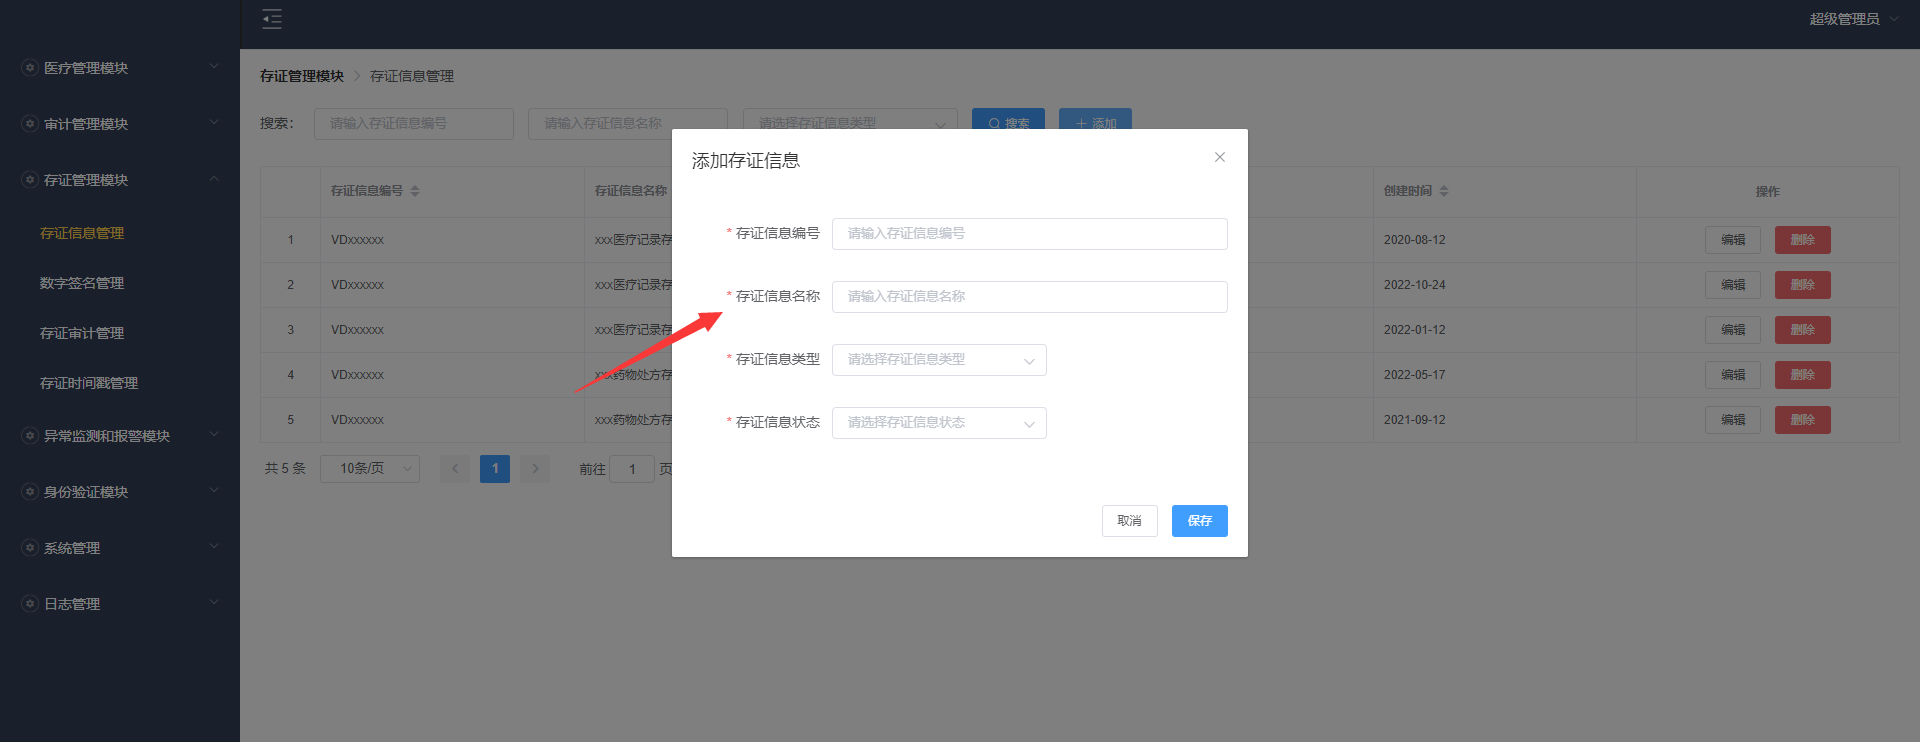 超级管理员
医疗管理模块
审计管理模块
存证管理模块
存证信息管理
数字签名管理
存证审计管理
存证时间戳管理
异常监测和报警模块
身份验证模块
系统管理
日志管理
存证管理模块 存证信息管理
搜索: 请输入存证信息编号 请输入存证信息名称 请选择存证信息类型 搜索 添加
存证信息编号 存证信息名称 创建时间 操作
1 VDxxxxxx xxx医疗记录存 2020-08-12 编辑 删除
2 VDxxxxxx xxx医疗记录存 2022-10-24 编辑 删除
3 VDxxxxxx xxx医疗记录存 2022-01-12 编辑 删除
4 VDxxxxxx xxx药物处方存 2022-05-17 编辑 删除
5 VDxxxxxx xxx药物处方存 2021-09-12 编辑 删除
共 5 条 10条/页 1 前往 1 页
添加存证信息
* 存证信息编号 请输入存证信息编号
* 存证信息名称 请输入存证信息名称
* 存证信息类型 请选择存证信息类型
* 存证信息状态 请选择存证信息状态
取消 保存